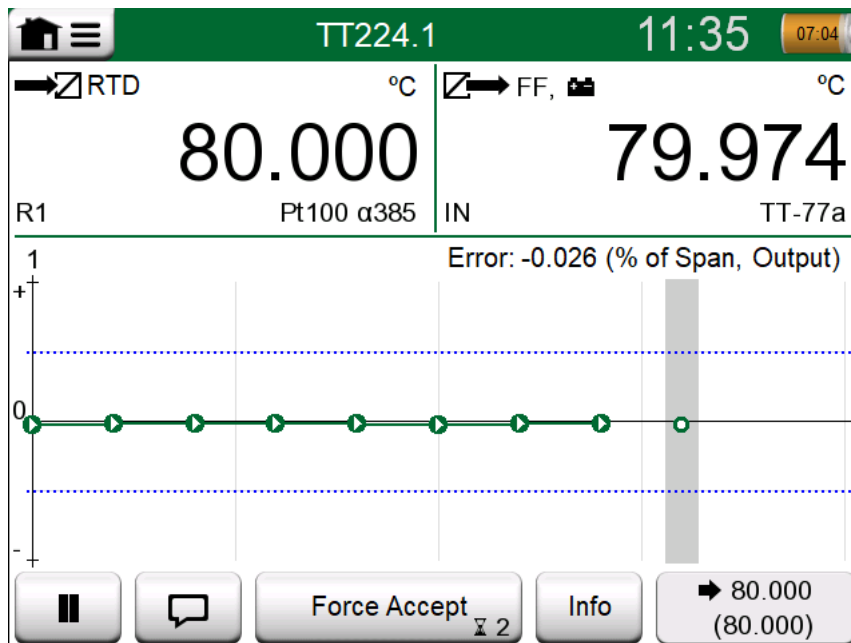 TT224.1 11:35 07:04
RTD ºC
80.000
R1 Pt100 α385
FF, ºC
79.974
IN TT-77a
1 Error: -0.026 (% of Span, Output)
+
0
-
Force Accept 2
Info
80.000
(80.000)